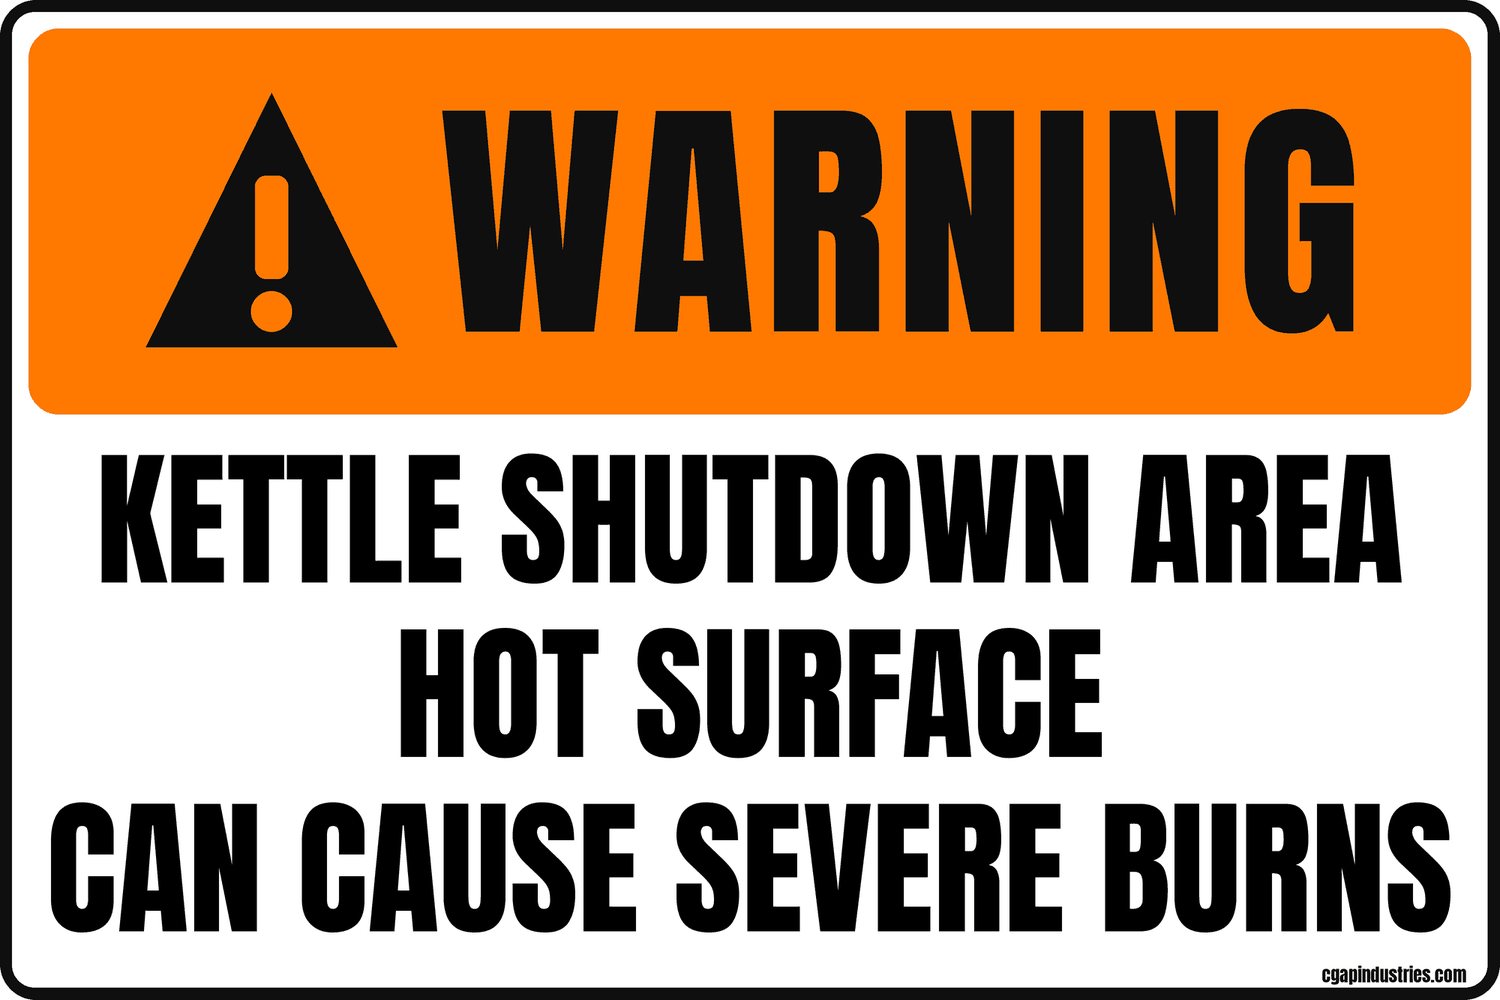 WARNING
KETTLE SHUTDOWN AREA
HOT SURFACE
CAN CAUSE SEVERE BURNS
cgapindustries.com